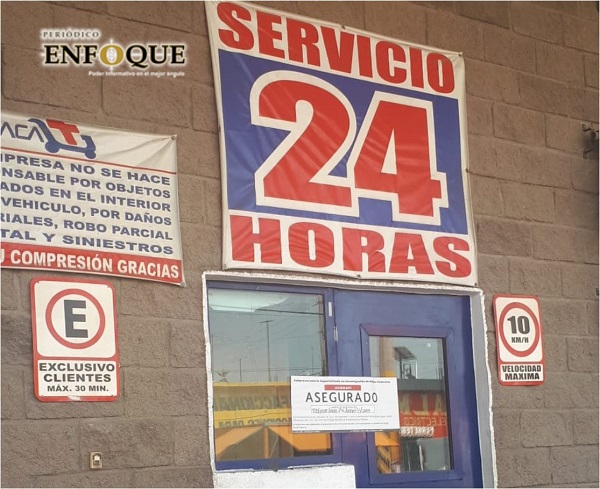 PERIÓDICO
ENFOQUE
Poder Informativo en el mejor ángulo
SERVICIO
24
HORAS
ACA T
MPRESA NO SE HACE
NSABLE POR OBJETOS
ADOS EN EL INTERIOR
VEHICULO, POR DAÑOS
RIALES, ROBO PARCIAL
TAL Y SINIESTROS
U COMPRESIÓN GRACIAS
E
EXCLUSIVO
CLIENTES
MÁX. 30 MIN.
10
KM/H
VELOCIDAD
MAXIMA
ASEGURADO